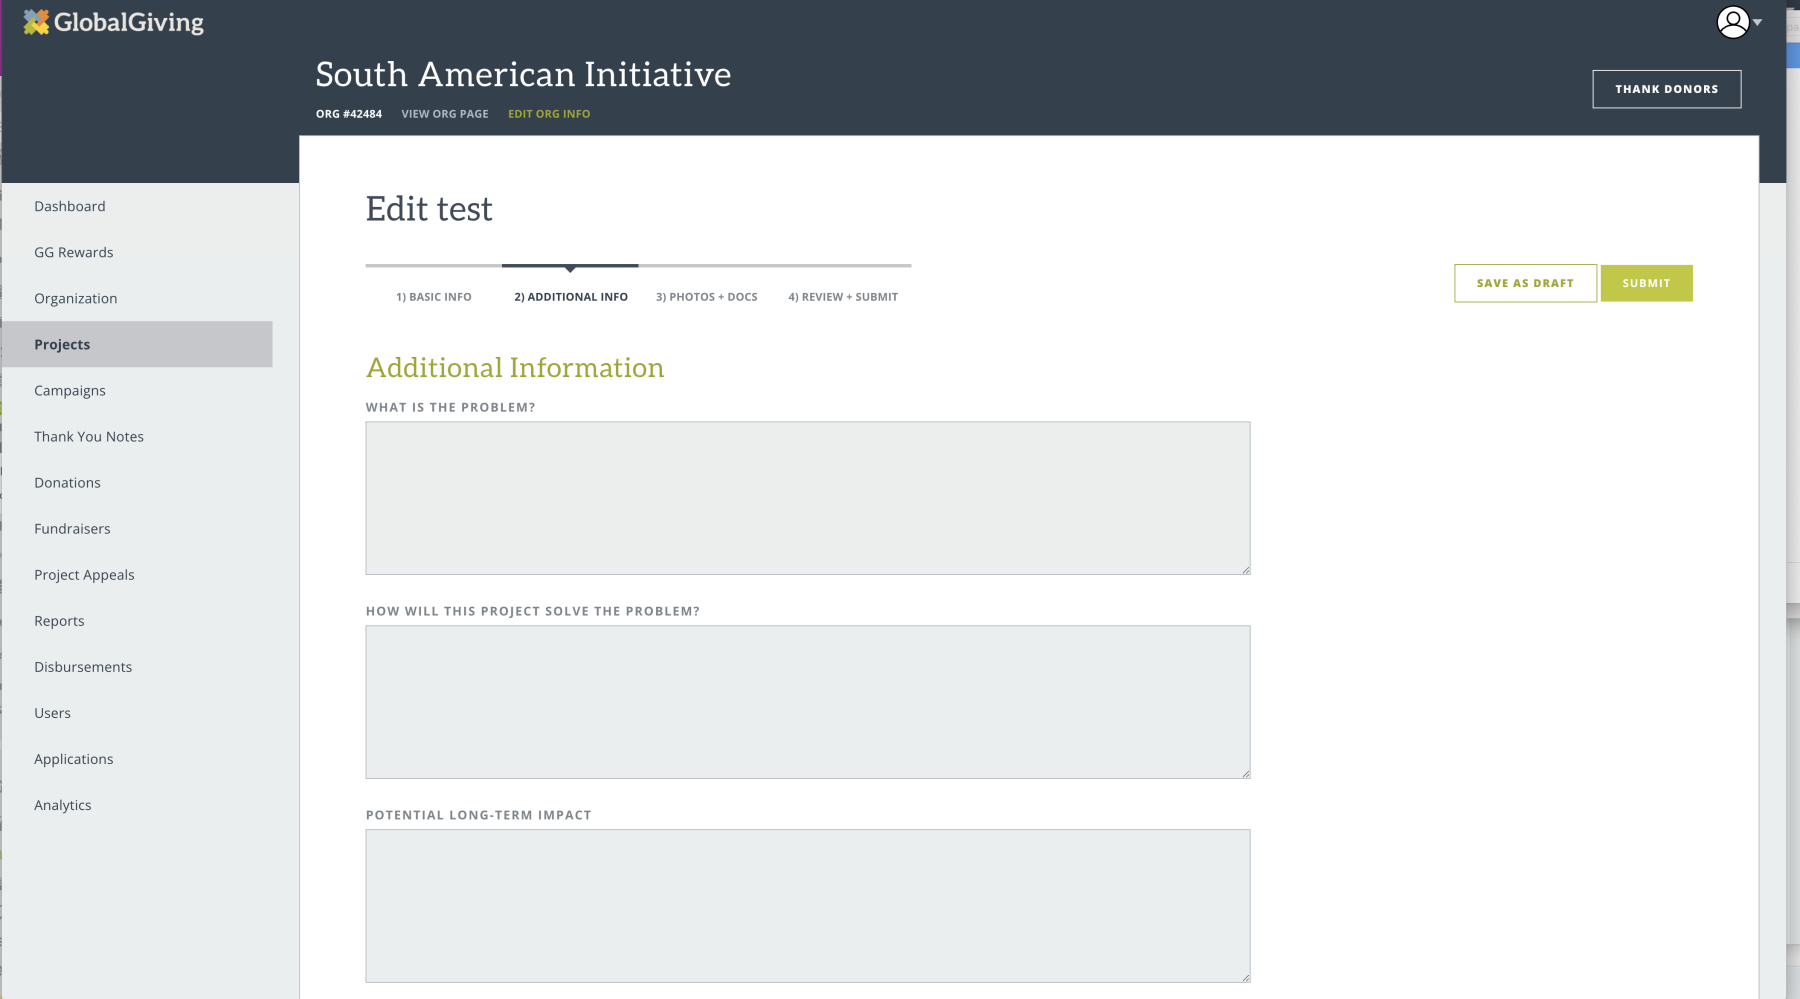 GlobalGiving
South American Initiative
THANK DONORS
ORG #42484 VIEW ORG PAGE EDIT ORG INFO
Dashboard
GG Rewards
Organization
Projects
Campaigns
Thank You Notes
Donations
Fundraisers
Project Appeals
Reports
Disbursements
Users
Applications
Analytics
Edit test
1) BASIC INFO 2) ADDITIONAL INFO 3) PHOTOS + DOCS 4) REVIEW + SUBMIT
SAVE AS DRAFT SUBMIT
Additional Information
WHAT IS THE PROBLEM?
HOW WILL THIS PROJECT SOLVE THE PROBLEM?
POTENTIAL LONG-TERM IMPACT